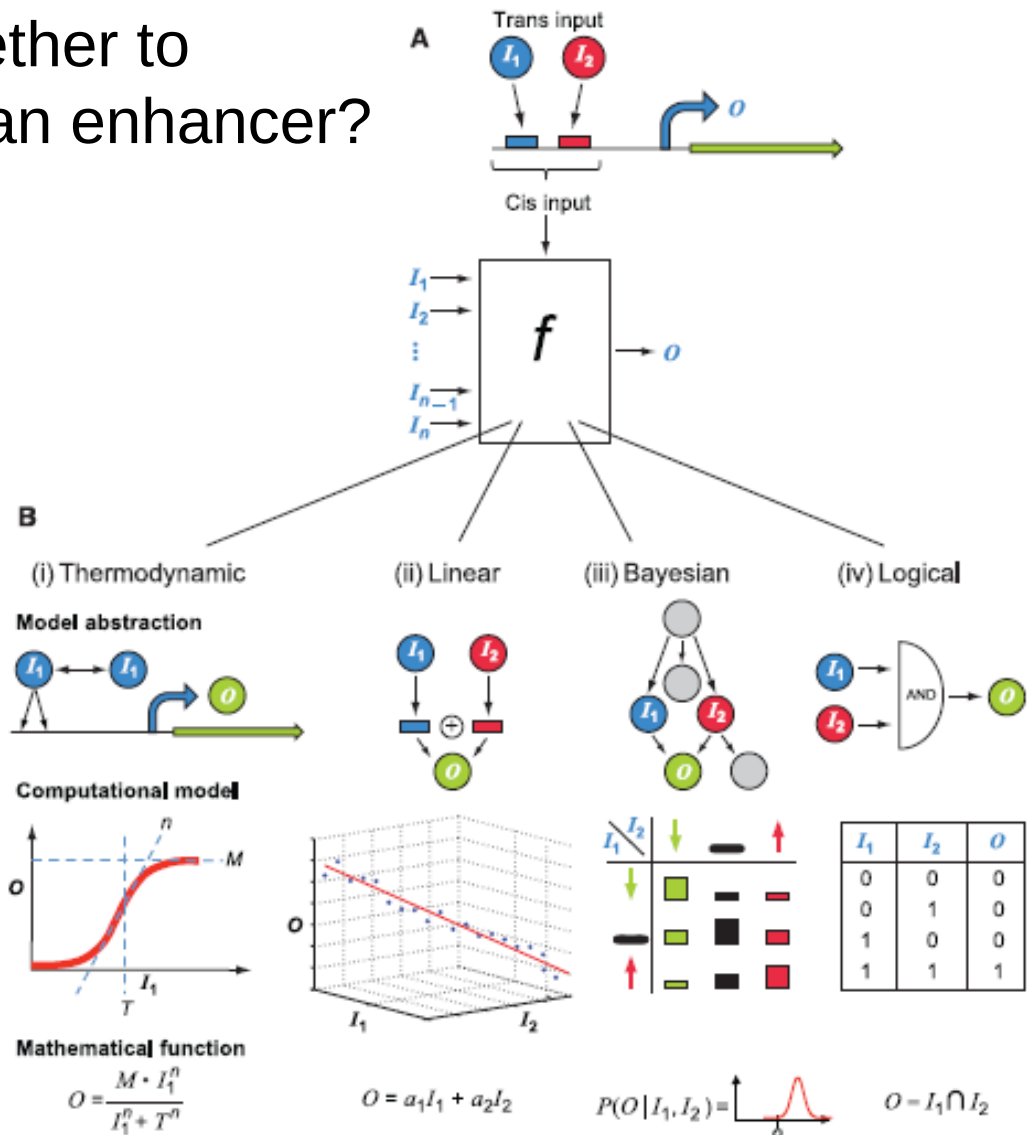 ether to
an enhancer?
A
Trans input
I₁ I₂
O
Cis input
I₁
I₂
⋮
Iₙ₋₁
Iₙ
f
O
B
(i) Thermodynamic (ii) Linear (iii) Bayesian (iv) Logical
Model abstraction
I₁ I₁ O
I₁ I₂
O
I₁ I₂
O
I₁
I₂
AND
O
Computational model
n
M
O
I₁
T
O
I₁ I₂
I₁ I₂
I₁ I₂ O
0 0 0
0 1 0
1 0 0
1 1 1
Mathematical function
O = M · I₁ⁿ / I₁ⁿ + Tⁿ
O = a₁I₁ + a₂I₂
P(O|I₁, I₂) =
O = I₁ ∩ I₂